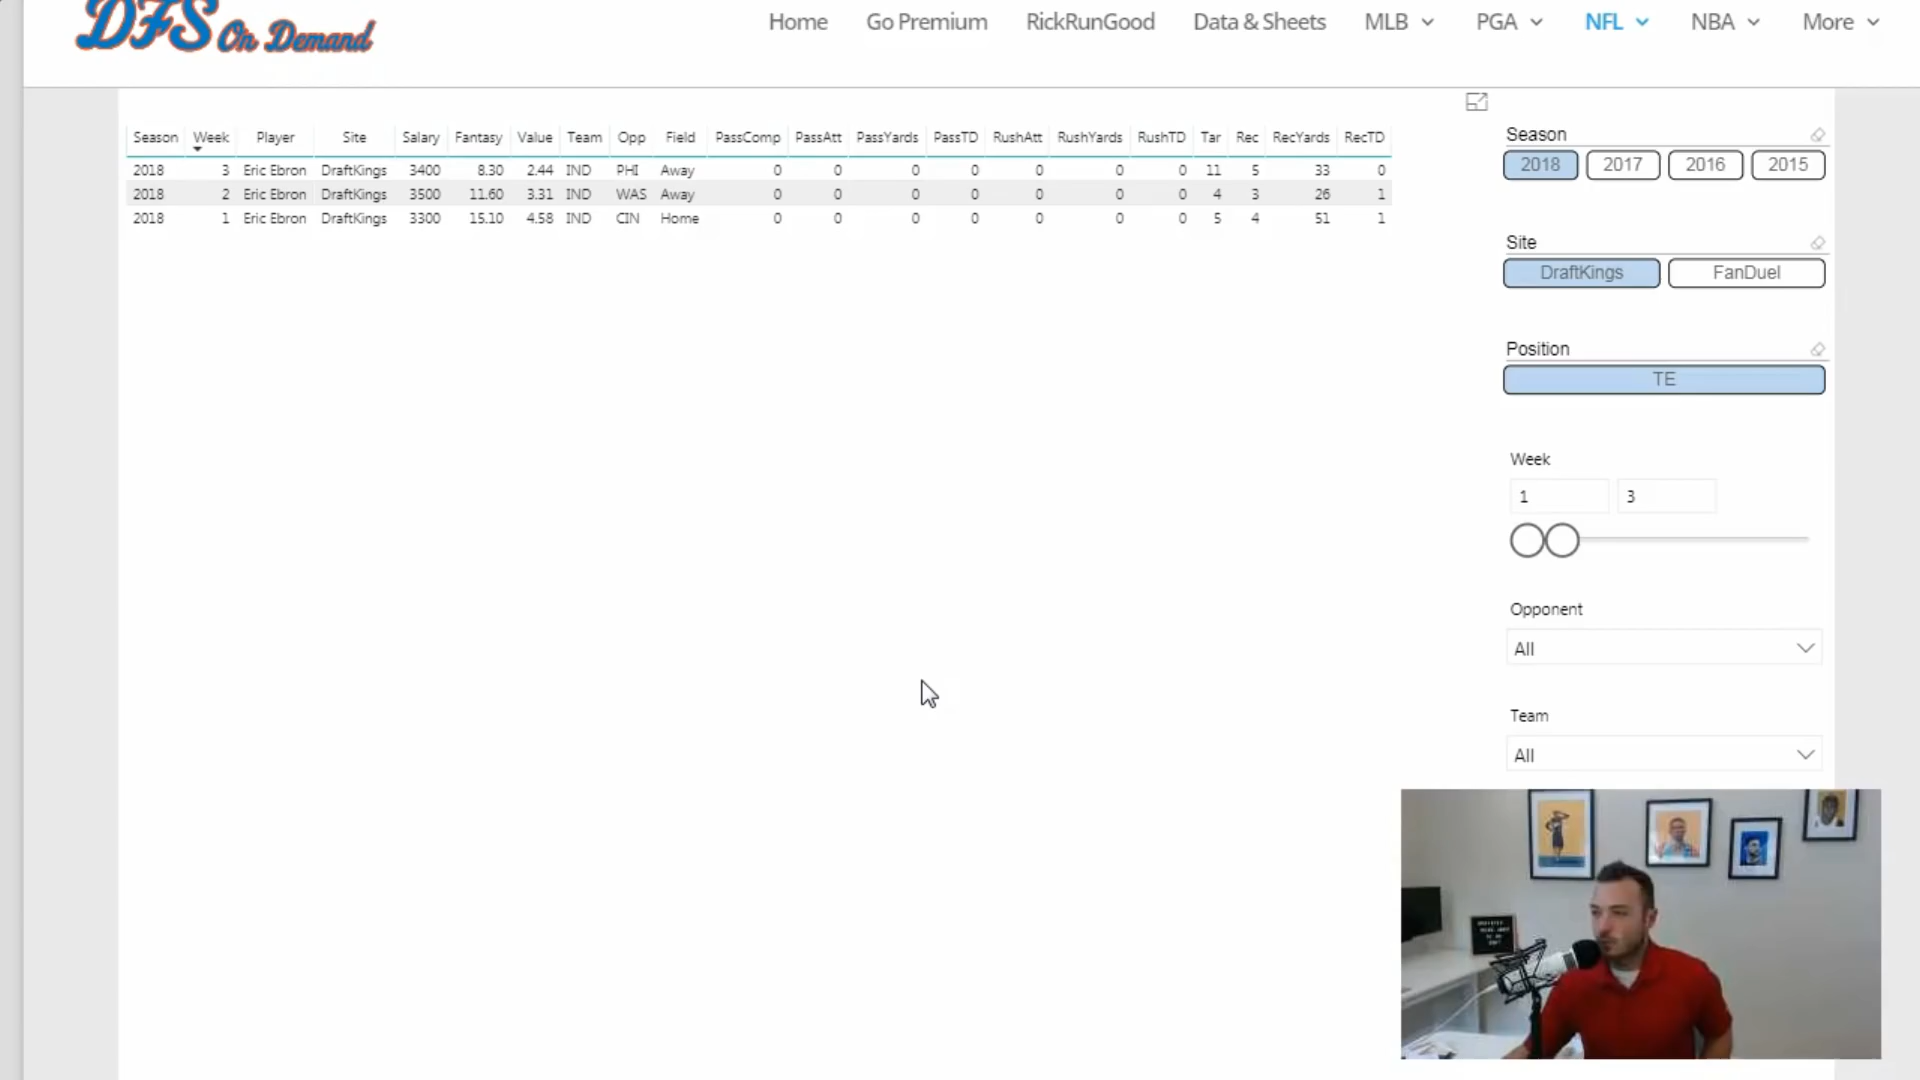 DFS On Demand
Home Go Premium RickRunGood Data & Sheets MLB PGA NFL NBA More
Season Week Player Site Salary Fantasy Value Team Opp Field PassComp PassAtt PassYards PassTD RushAtt RushYards RushTD Tar Rec RecYards RecTD
2018 3 Eric Ebron DraftKings 3400 8.30 2.44 IND PHI Away 0 0 0 0 0 0 0 11 5 33 0
2018 2 Eric Ebron DraftKings 3500 11.60 3.31 IND WAS Away 0 0 0 0 0 0 0 4 3 26 1
2018 1 Eric Ebron DraftKings 3300 15.10 4.58 IND CIN Home 0 0 0 0 0 0 0 5 4 51 1
Season
2018 2017 2016 2015
Site
DraftKings FanDuel
Position
TE
Week
1 3
Opponent
All
Team
All